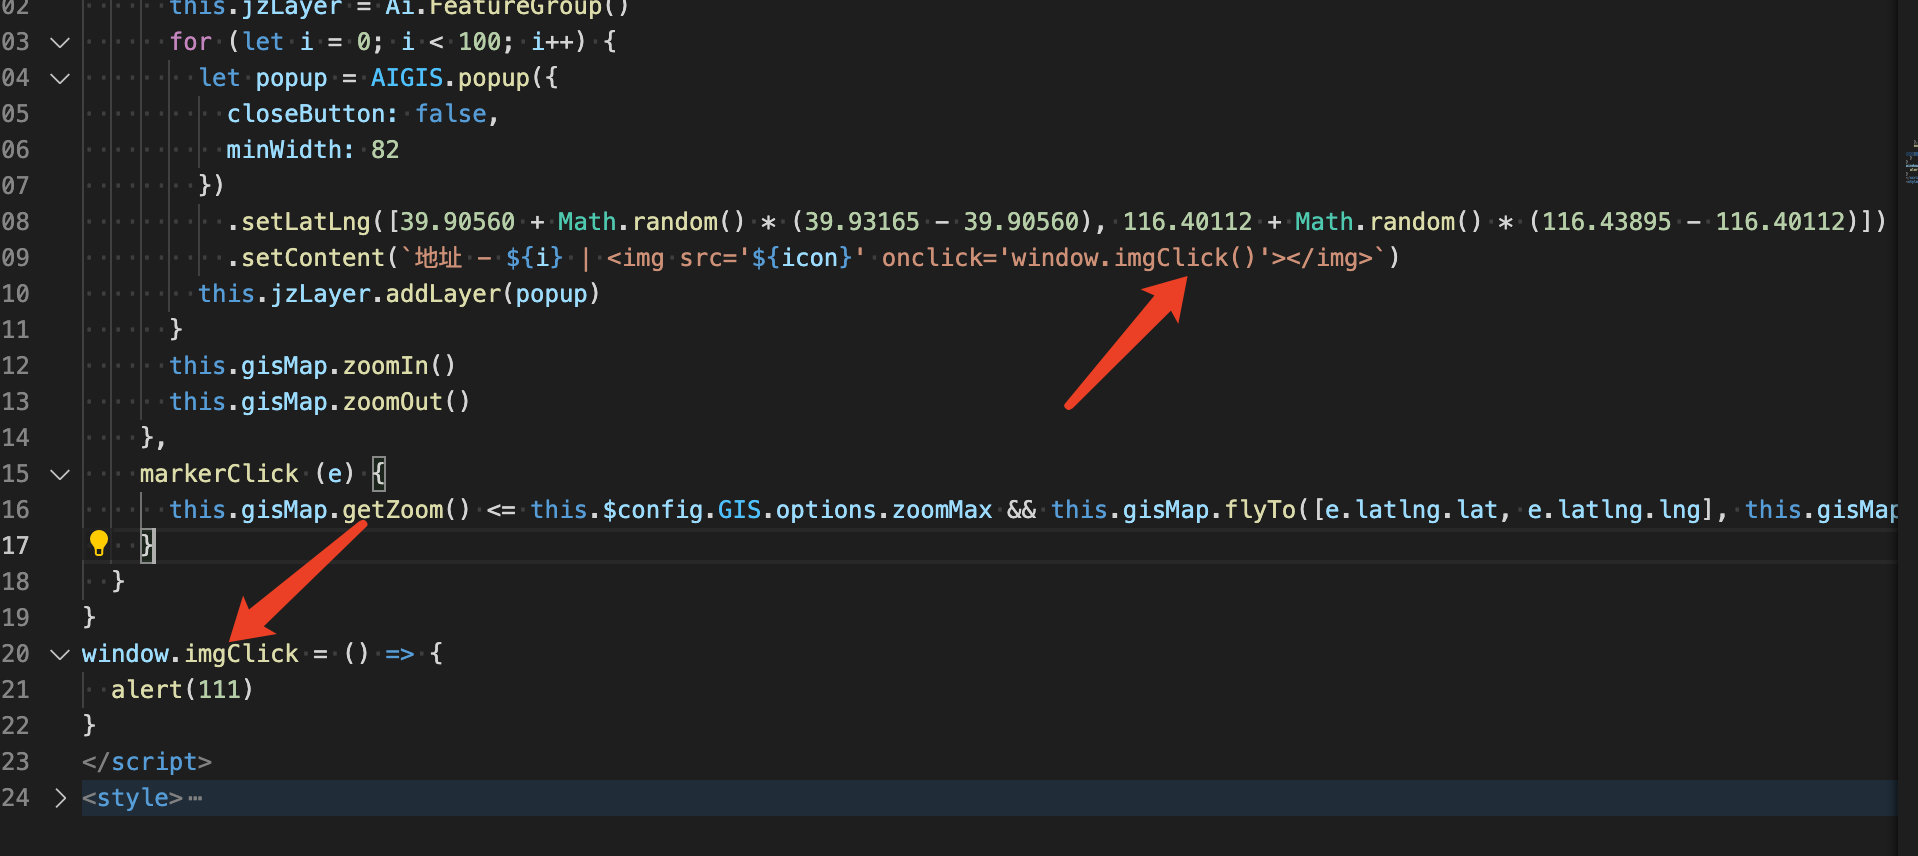 02 this.jzLayer = Ai.FeatureGroup()
03 for (let i = 0; i < 100; i++) {
04 let popup = AIGIS.popup({
05 closeButton: false,
06 minWidth: 82
07 })
08 .setLatLng([39.90560 + Math.random() * (39.93165 - 39.90560), 116.40112 + Math.random() * (116.43895 - 116.40112)])
09 .setContent(`地址 - ${i} | <img src='${icon}' onclick='window.imgClick()'></img>`)
10 this.jzLayer.addLayer(popup)
11 }
12 this.gisMap.zoomIn()
13 this.gisMap.zoomOut()
14 },
15 markerClick (e) {
16 this.gisMap.getZoom() <= this.$config.GIS.options.zoomMax && this.gisMap.flyTo([e.latlng.lat, e.latlng.lng], this.gisMap
17 }
18 }
19 }
20 window.imgClick = () => {
21 alert(111)
22 }
23 </script>
24 <style>⋯